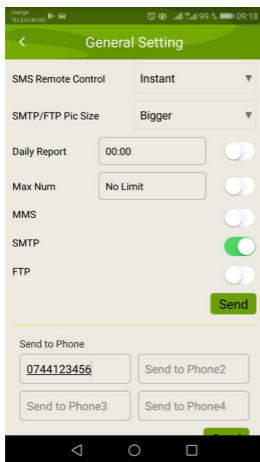 orange
TELEKOM.RO 99 % 09:18
General Setting
SMS Remote Control Instant
SMTP/FTP Pic Size Bigger
Daily Report 00:00
Max Num No Limit
MMS
SMTP
FTP
Send
Send to Phone
0744123456 Send to Phone2
Send to Phone3 Send to Phone4